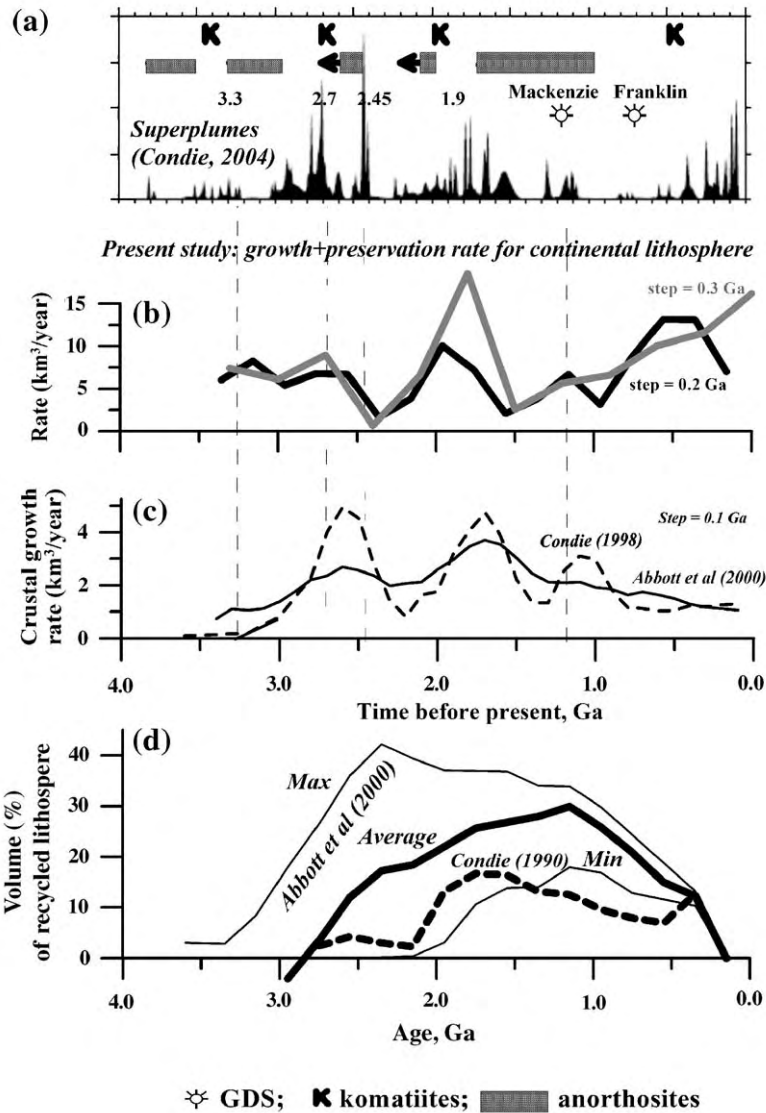 (a)
K K K K
3.3 2.7 2.45 1.9
Mackenzie Franklin
Superplumes
(Condie, 2004)
Present study: growth+preservation rate for continental lithosphere
(b)
step = 0.3 Ga
step = 0.2 Ga
Rate (km³/year)
15
10
5
0
(c)
Step = 0.1 Ga
Condie (1998)
Abbott et al (2000)
Crustal growth
rate (km³/year)
4
2
0
4.0 3.0 2.0 1.0 0.0
Time before present, Ga
(d)
Max
Abbott et al (2000)
Average
Condie (1990)
Min
Volume (%)
of recycled lithospere
40
30
20
10
0
4.0 3.0 2.0 1.0 0.0
Age, Ga
GDS; K komatiites; anorthosites